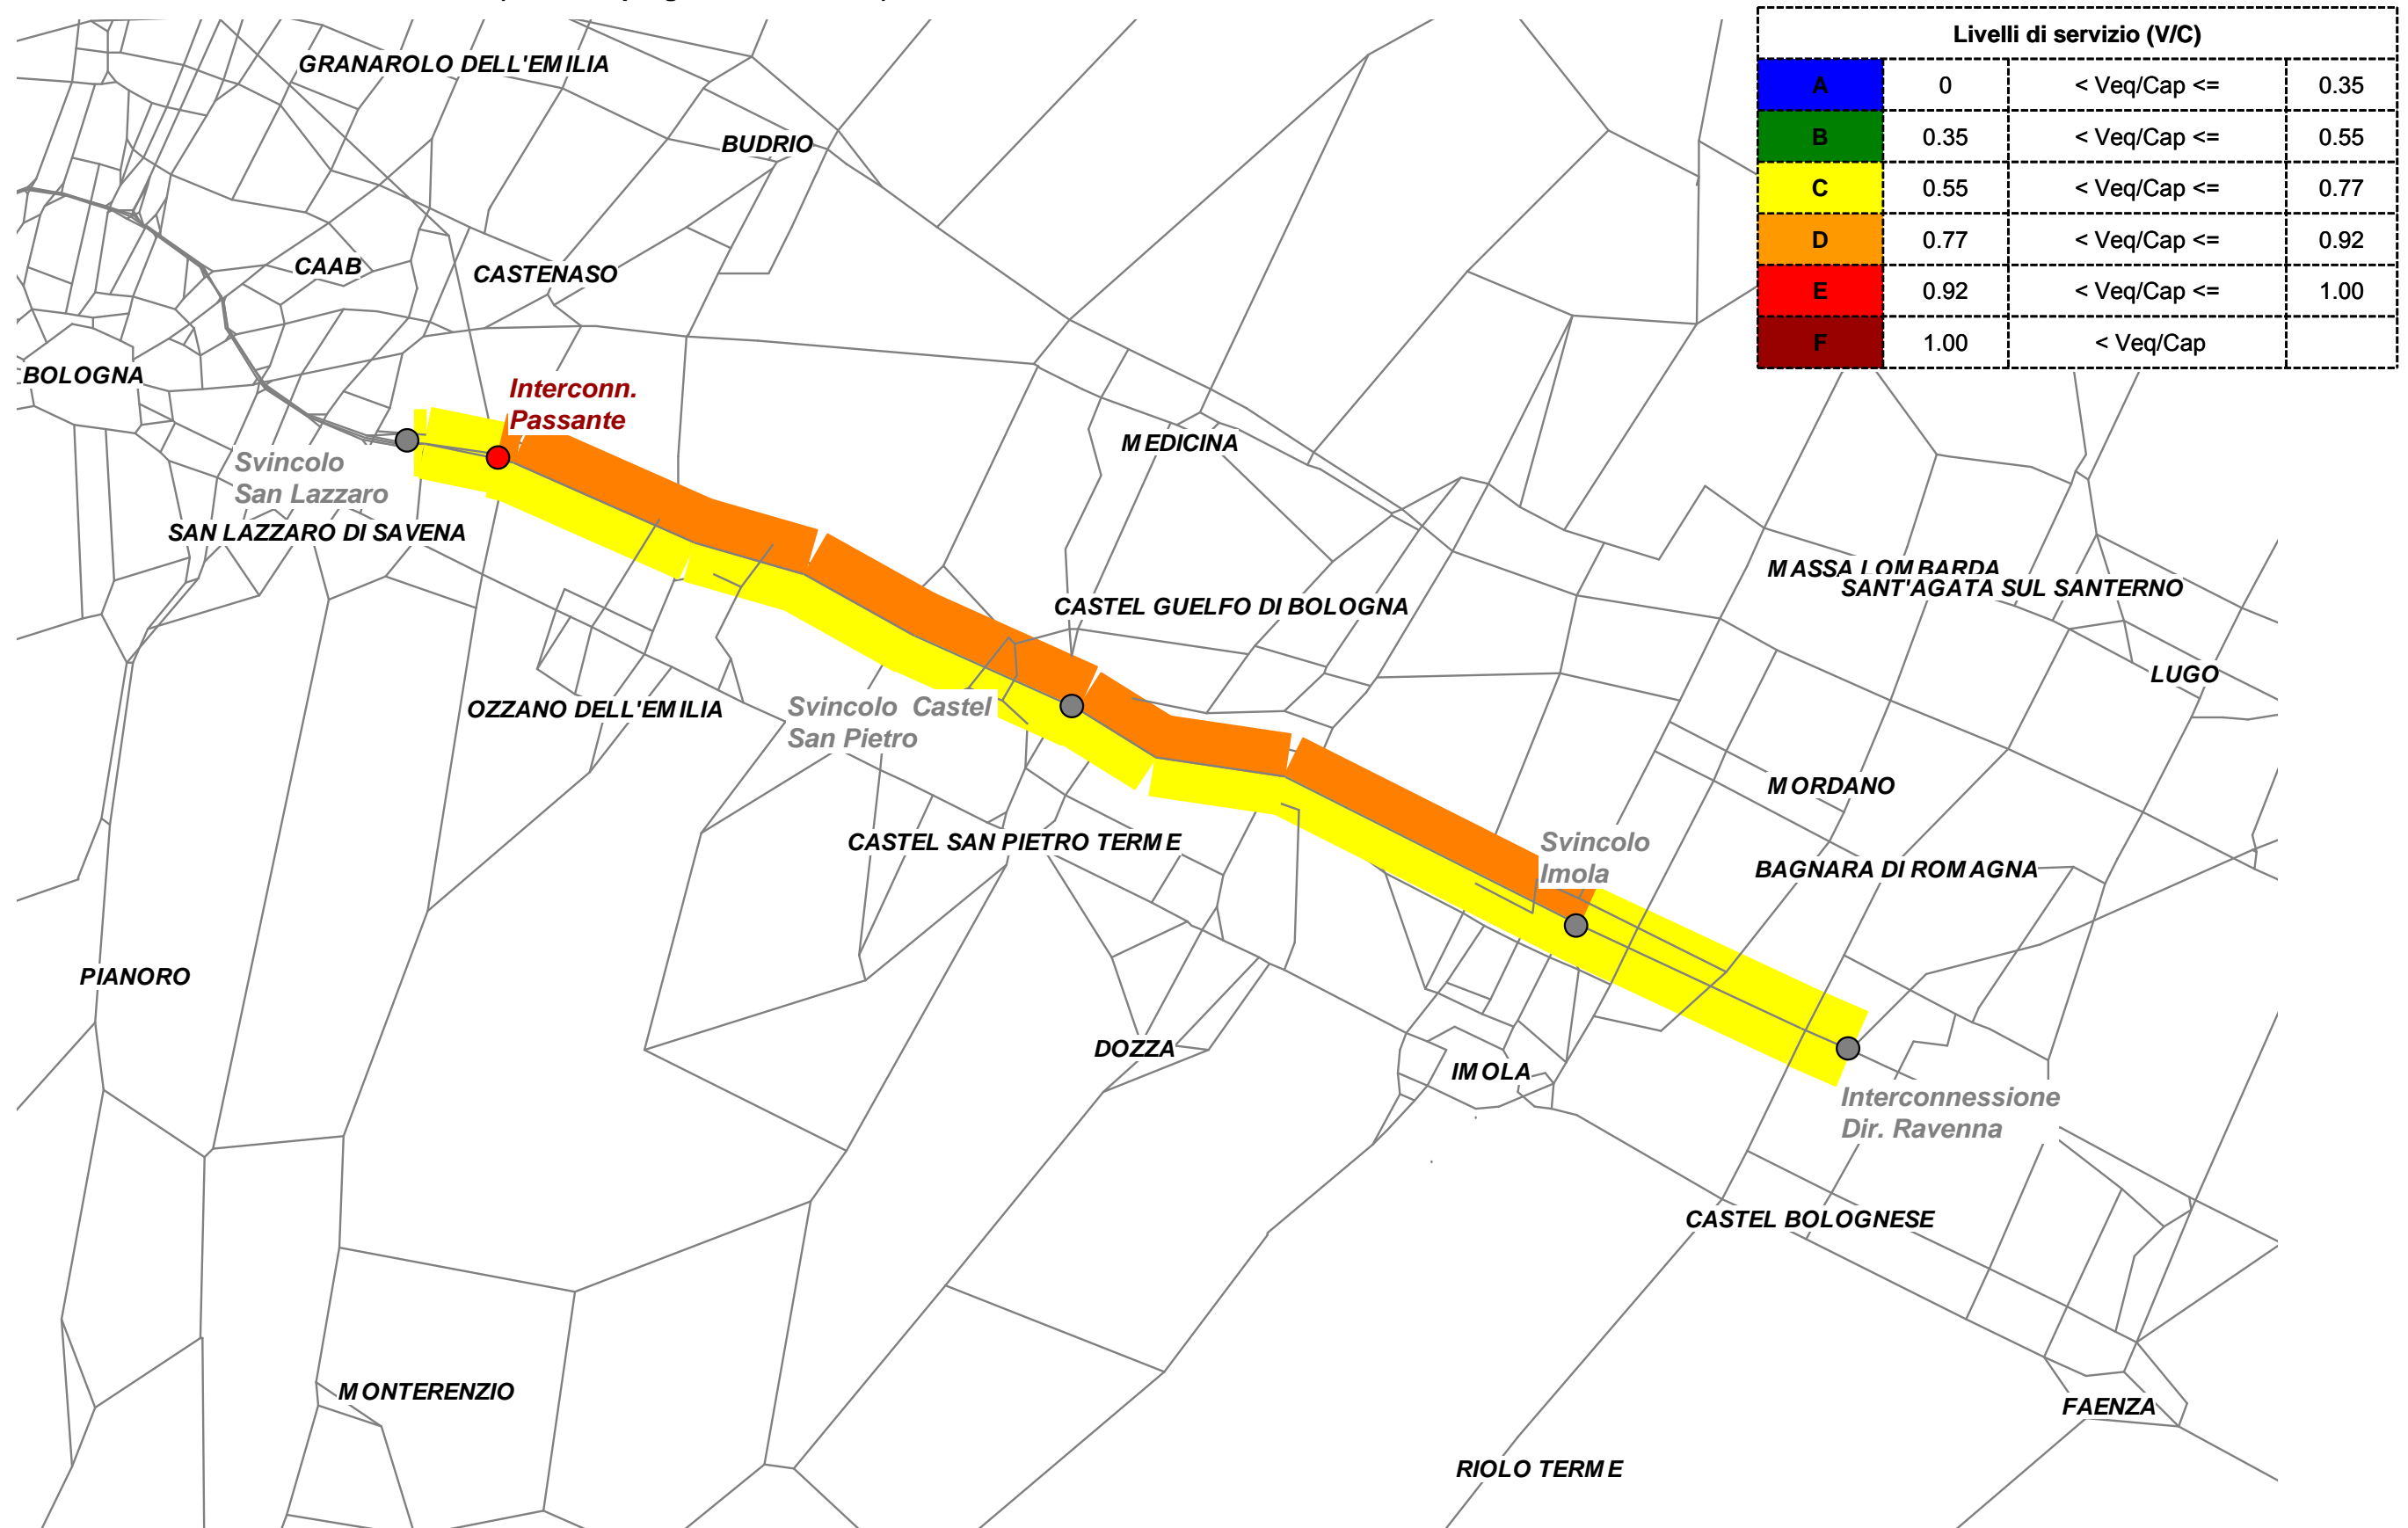 Livelli di servizio (V/C)
A 0 < Veq/Cap <= 0.35
B 0.35 < Veq/Cap <= 0.55
C 0.55 < Veq/Cap <= 0.77
D 0.77 < Veq/Cap <= 0.92
E 0.92 < Veq/Cap <= 1.00
F 1.00 < Veq/Cap
GRANAROLO DELL'EMILIA
BUDRIO
CAAB
CASTENASO
BOLOGNA
Interconn.
Passante
MEDICINA
Svincolo
San Lazzaro
SAN LAZZARO DI SAVENA
MASSA LOMBARDA
SANT'AGATA SUL SANTERNO
CASTEL GUELFO DI BOLOGNA
LUGO
OZZANO DELL'EMILIA
Svincolo Castel
San Pietro
MORDANO
CASTEL SAN PIETRO TERME
Svincolo
Imola
BAGNARA DI ROMAGNA
PIANORO
DOZZA
IMOLA
Interconnessione
Dir. Ravenna
CASTEL BOLOGNESE
MONTERENZIO
FAENZA
RIOLO TERME